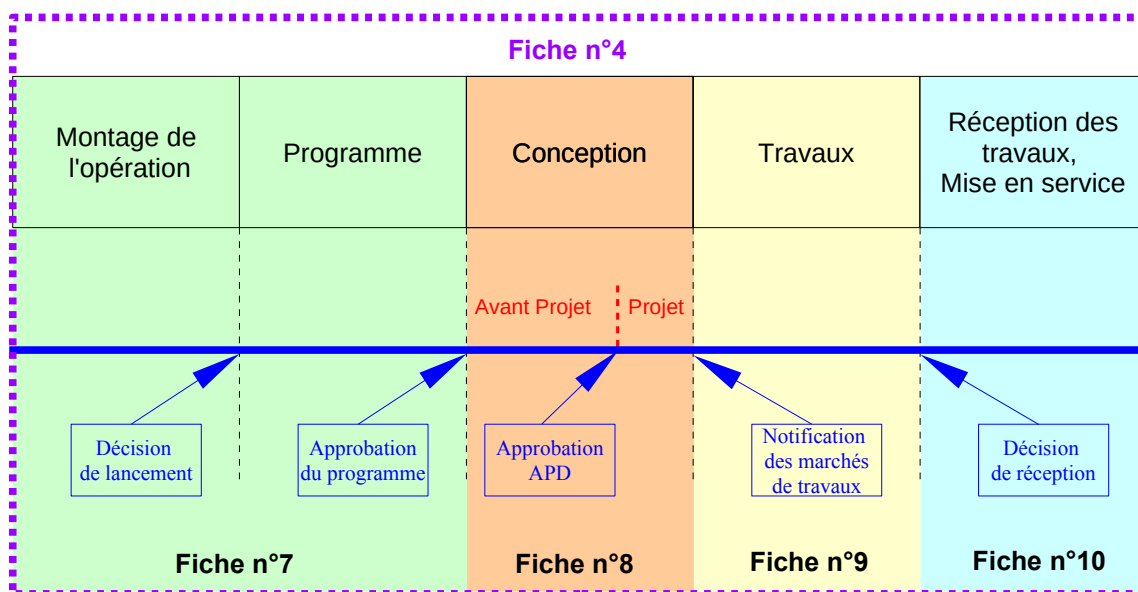 Fiche n°4
Montage de
l'opération
Programme
Conception
Travaux
Réception des
travaux,
Mise en service
Avant Projet
Projet
Décision
de lancement
Approbation
du programme
Approbation
APD
Notification
des marchés
de travaux
Décision
de réception
Fiche n°7
Fiche n°8
Fiche n°9
Fiche n°10